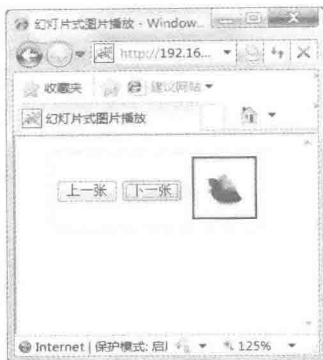 幻灯片式图片播放 - Window...
http://192.16...
收藏夹 建议网站
幻灯片式图片播放
上一张 下一张
Internet | 保护模式: 启 125%